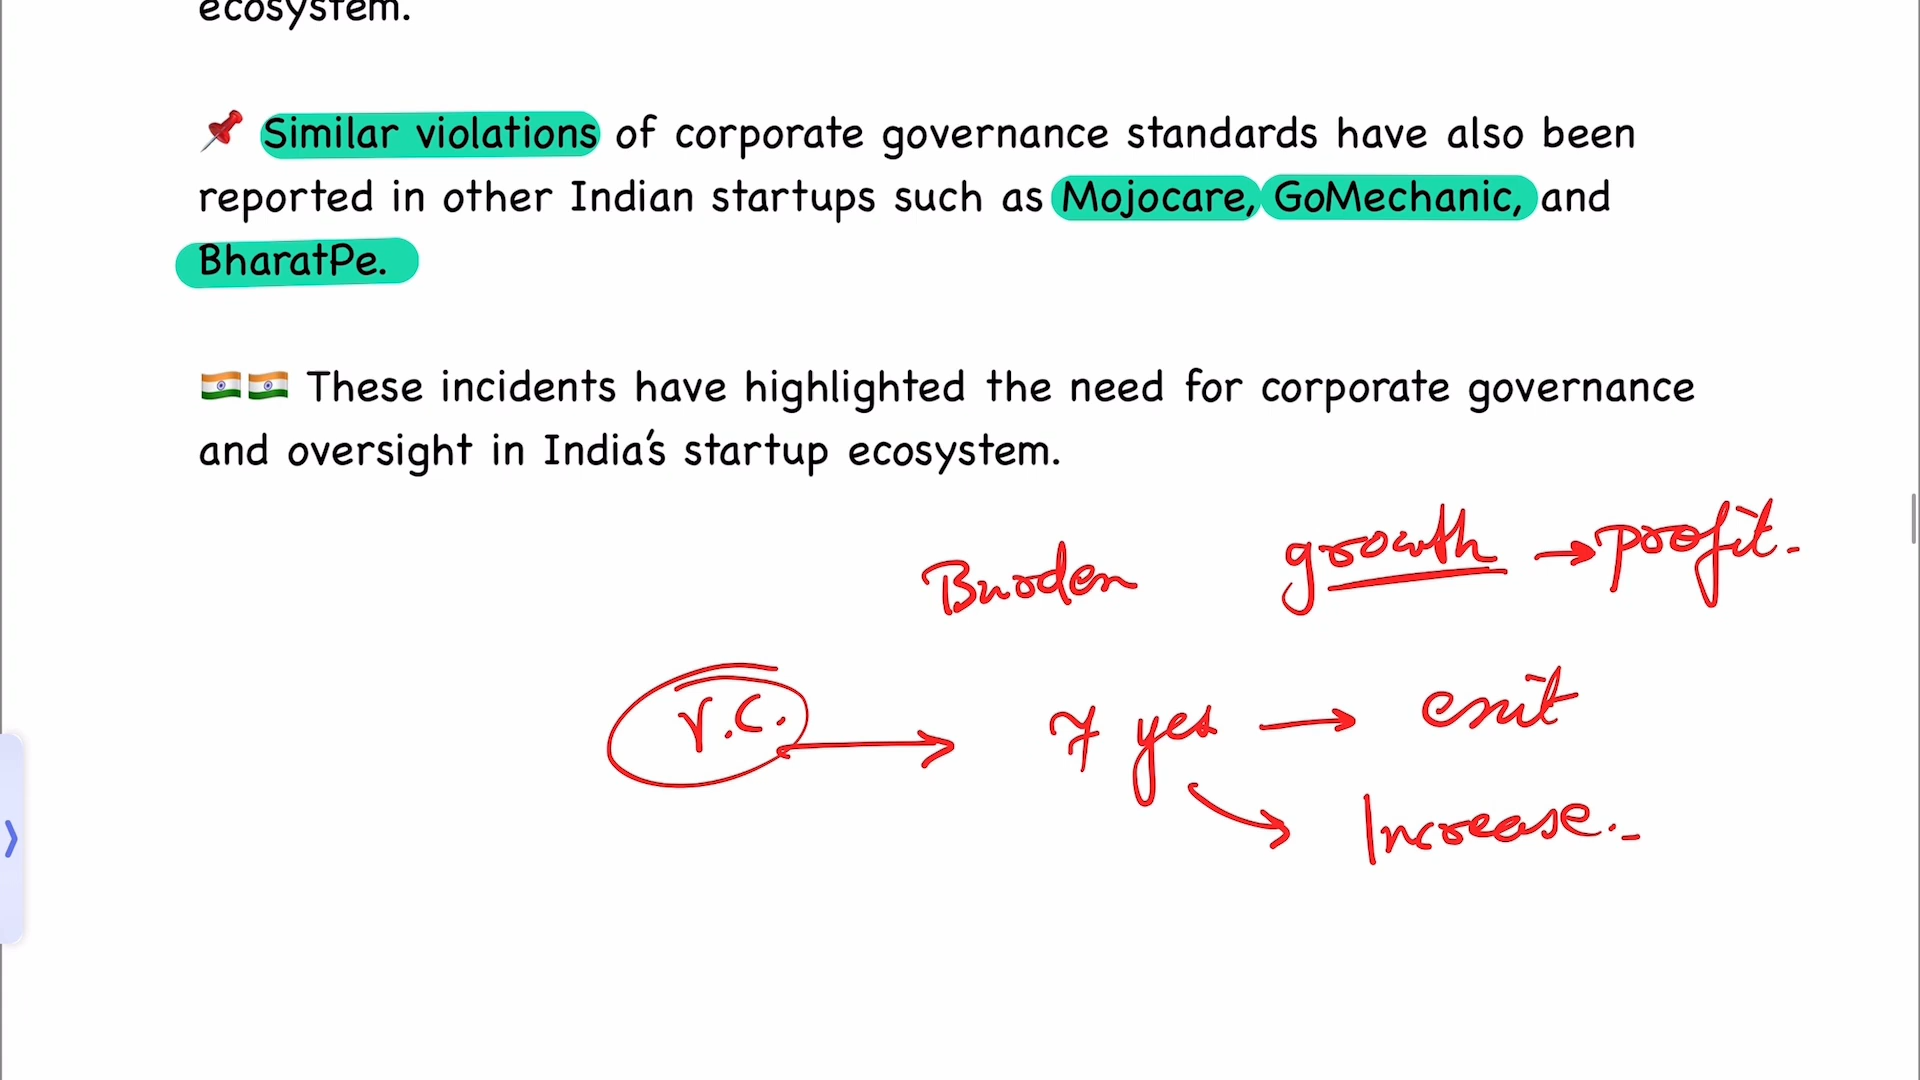 ecosystem.
📌 Similar violations of corporate governance standards have also been
reported in other Indian startups such as Mojocare, GoMechanic, and
BharatPe.
🇮🇳🇮🇳 These incidents have highlighted the need for corporate governance
and oversight in India's startup ecosystem.
Burden growth → profit.
V.C. → 7 yrs → exit
Increase.